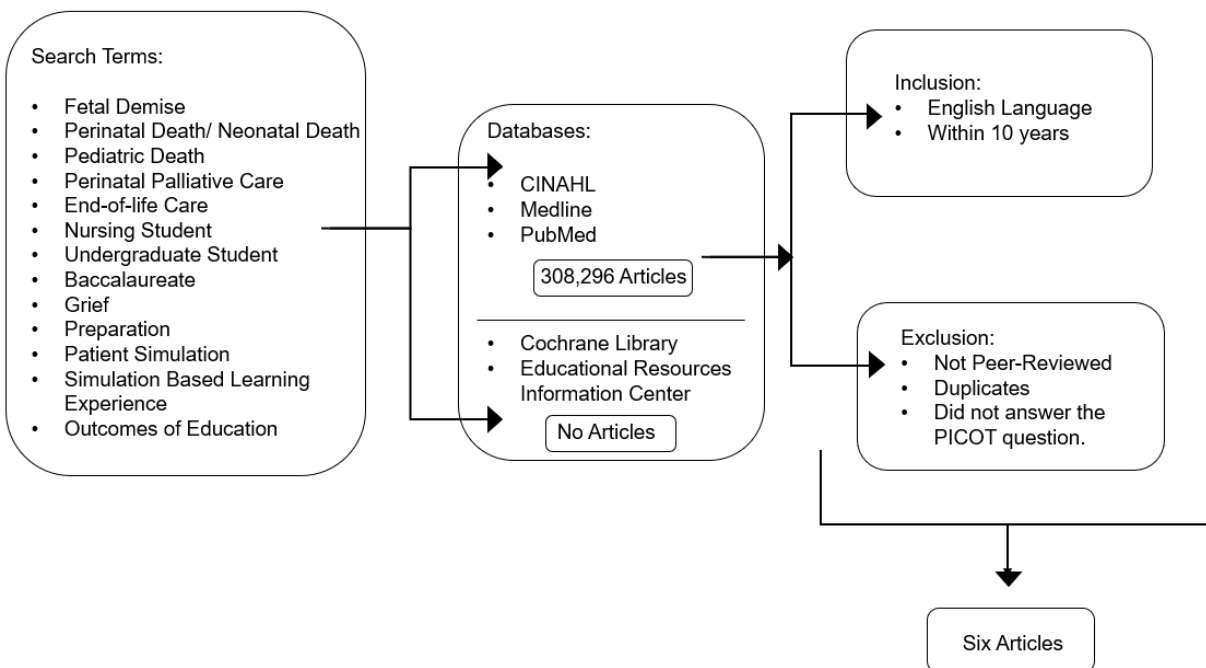 Search Terms:
• Fetal Demise
• Perinatal Death/ Neonatal Death
• Pediatric Death
• Perinatal Palliative Care
• End-of-life Care
• Nursing Student
• Undergraduate Student
• Baccalaureate
• Grief
• Preparation
• Patient Simulation
• Simulation Based Learning
Experience
• Outcomes of Education
Databases:
• CINAHL
• Medline
• PubMed
308,296 Articles
• Cochrane Library
• Educational Resources
Information Center
No Articles
Inclusion:
• English Language
• Within 10 years
Exclusion:
• Not Peer-Reviewed
• Duplicates
• Did not answer the
PICOT question.
Six Articles